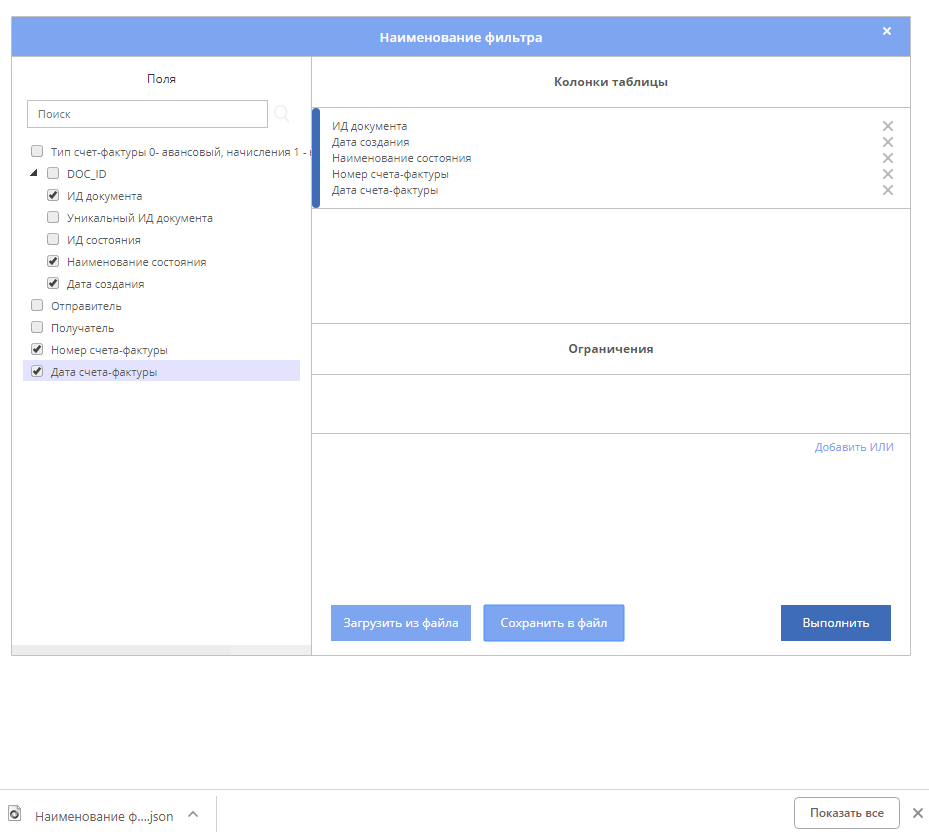 Наименование фильтра
Поля
Поиск
Тип счет-фактуры 0- авансовый, начисления 1 -
DOC_ID
ИД документа
Уникальный ИД документа
ИД состояния
Наименование состояния
Дата создания
Отправитель
Получатель
Номер счета-фактуры
Дата счета-фактуры
Колонки таблицы
ИД документа
Дата создания
Наименование состояния
Номер счета-фактуры
Дата счета-фактуры
Ограничения
Добавить ИЛИ
Загрузить из файла
Сохранить в файл
Выполнить
Наименование ф....json
Показать все